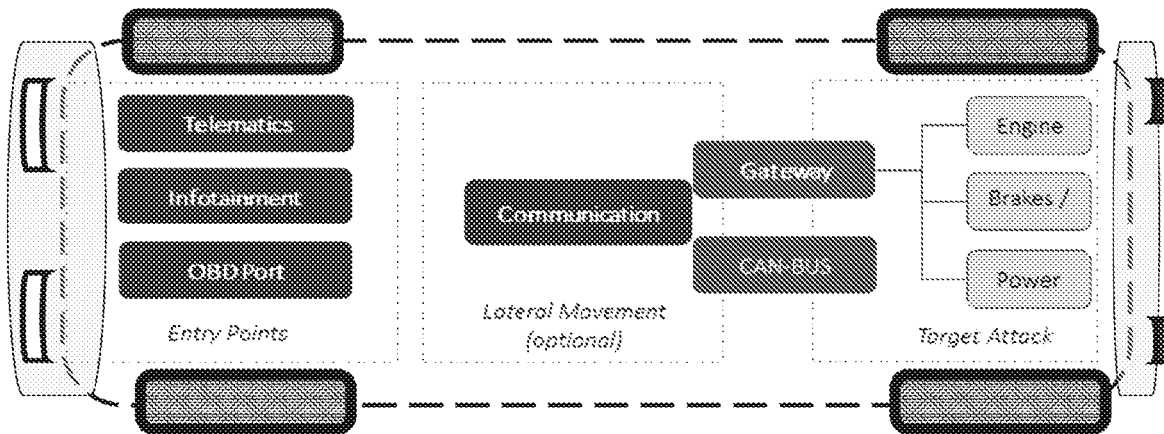 Telematics
Infotainment
OBD Port
Entry Points
Communication
Lateral Movement
(optional)
Gateway
CAN-BUS
Engine
Brakes /
Power
Target Attack